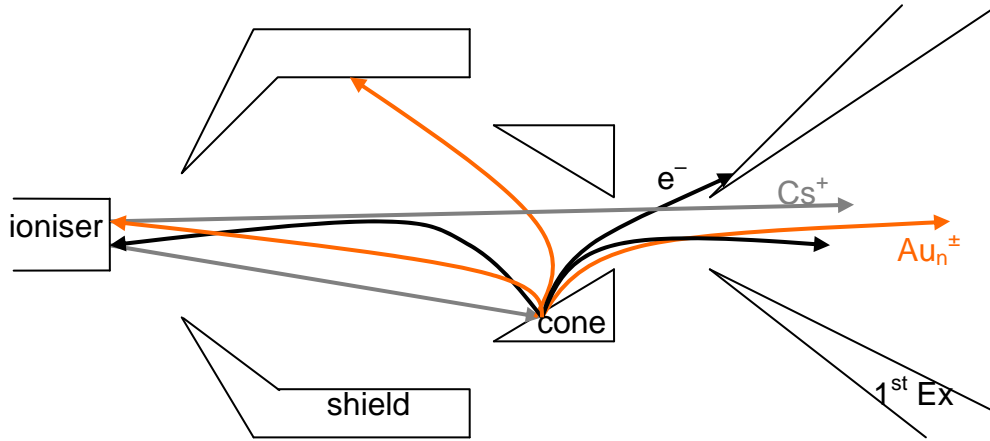 e⁻
Cs⁺
ioniser
Auₙ±
cone
1ˢᵗ Ex
shield